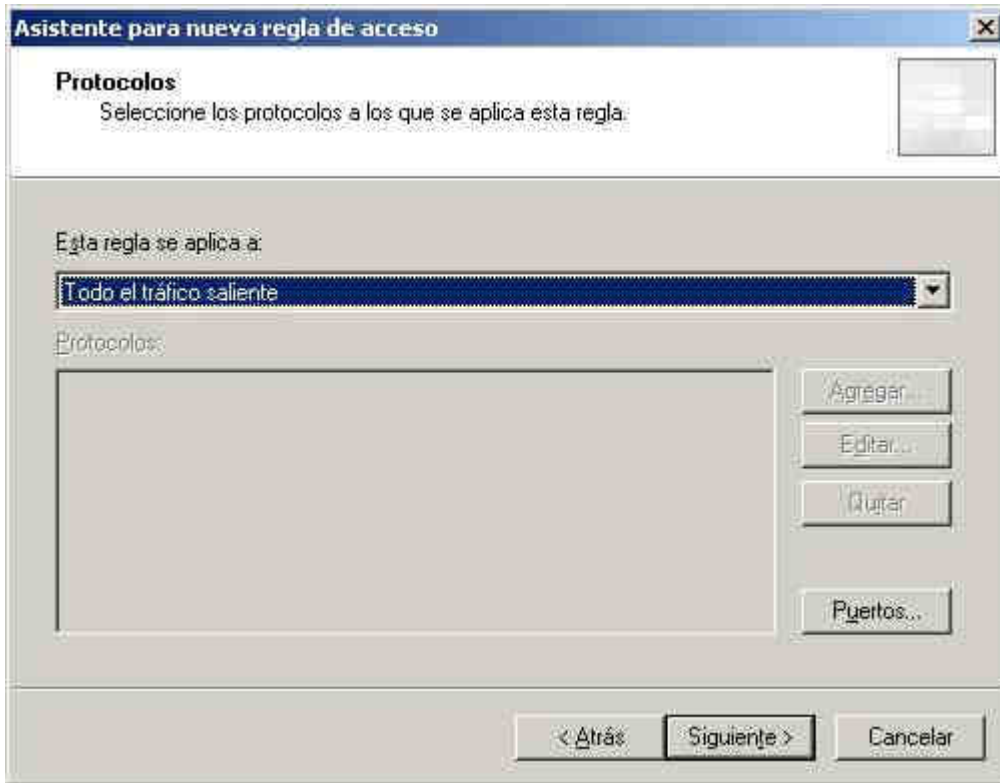 Asistente para nueva regla de acceso
Protocolos
Seleccione los protocolos a los que se aplica esta regla.
Esta regla se aplica a:
Todo el tráfico saliente
Protocolos:
Agregar...
Editar...
Quitar
Puertos...
< Atrás
Siguiente >
Cancelar